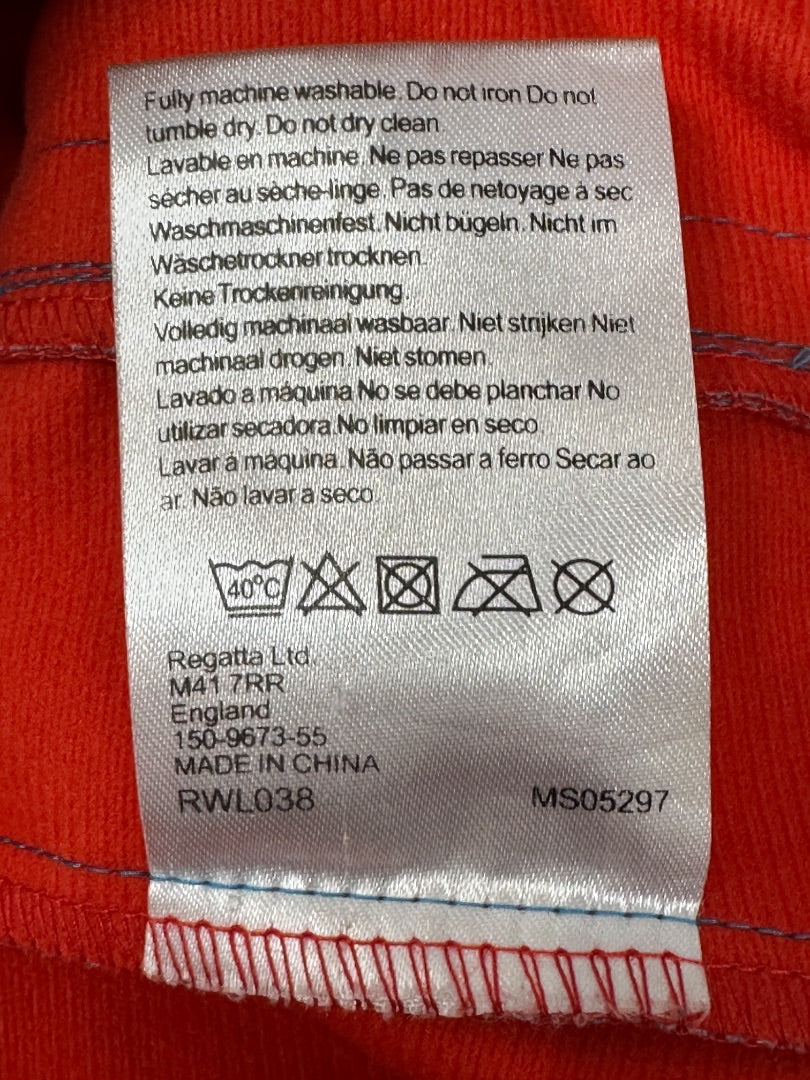 Fully machine washable. Do not iron Do not
tumble dry. Do not dry clean
Lavable en machine. Ne pas repasser Ne pas
sécher au sèche-linge. Pas de netoyage à sec
Waschmaschinenfest. Nicht bügeln. Nicht im
Wäschetrockner trocknen.
Keine Trockenreinigung.
Volledig machinaal wasbaar. Niet strijken Niet
machinaal drogen. Niet stomen.
Lavado a máquina No se debe planchar No
utilizar secadora.No limpiar en seco
Lavar á máquina. Não passar a ferro Secar ao
ar. Não lavar a seco.
40°C
Regatta Ltd.
M41 7RR
England
150-9673-55
MADE IN CHINA
RWL038 MS05297